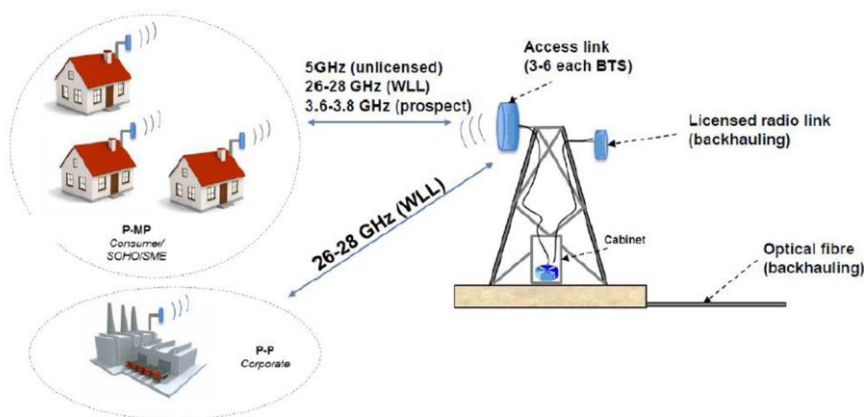 Access link
(3-6 each BTS)
5GHz (unlicensed)
26-28 GHz (WLL)
3.6-3.8 GHz (prospect)
Licensed radio link
(backhauling)
P-MP
Consumer/
SOHO/SME
26-28 GHz (WLL)
Cabinet
Optical fibre
(backhauling)
P-P
Corporate